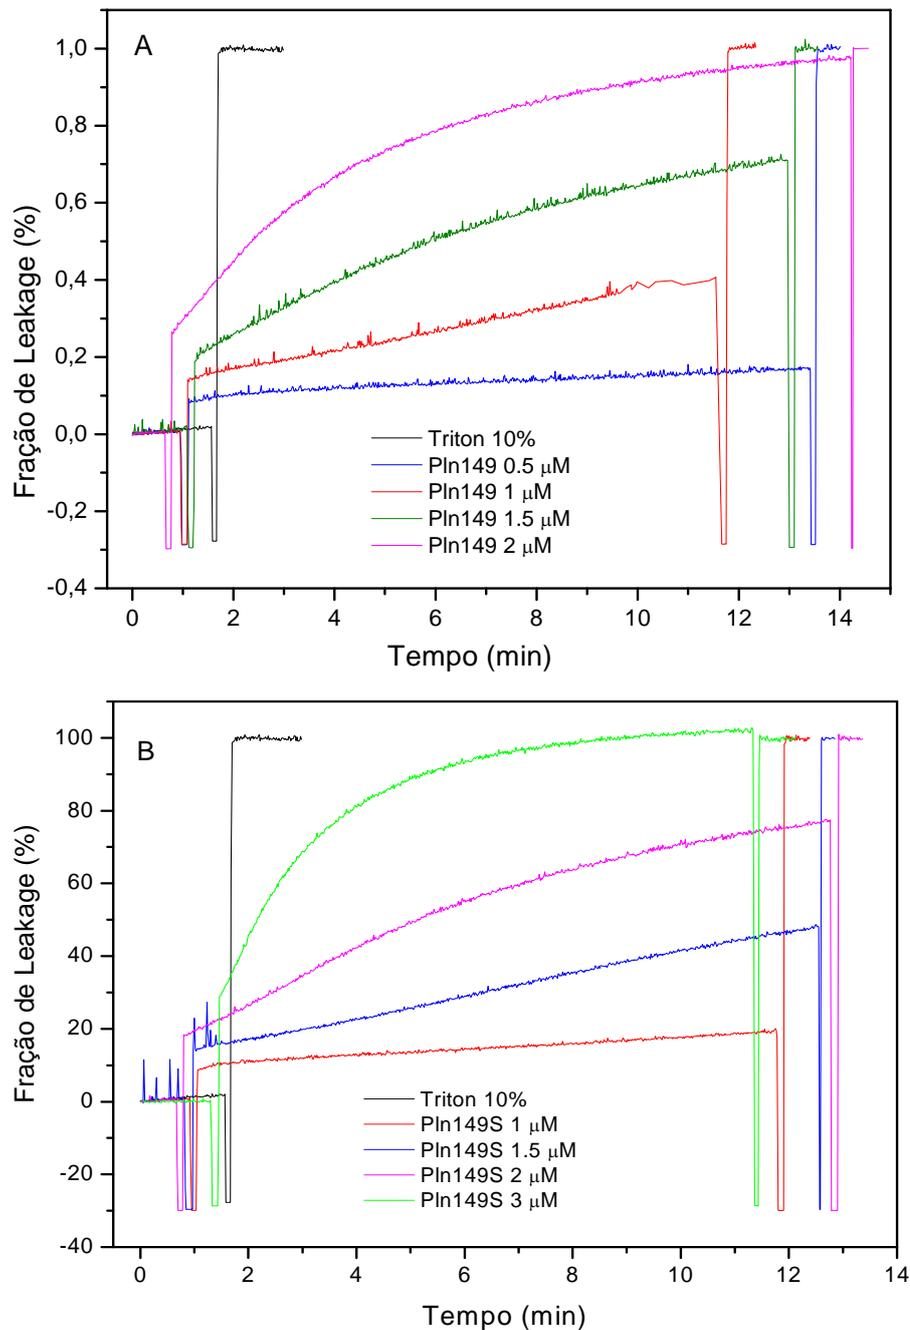 A
Fração de Leakage (%)
1,0
0,8
0,6
0,4
0,2
0,0
-0,2
-0,4
Triton 10%
Pln149 0.5 μM
Pln149 1 μM
Pln149 1.5 μM
Pln149 2 μM
0 2 4 6 8 10 12 14
Tempo (min)
B
Fração de Leakage (%)
100
80
60
40
20
0
-20
-40
Triton 10%
Pln149S 1 μM
Pln149S 1.5 μM
Pln149S 2 μM
Pln149S 3 μM
0 2 4 6 8 10 12 14
Tempo (min)